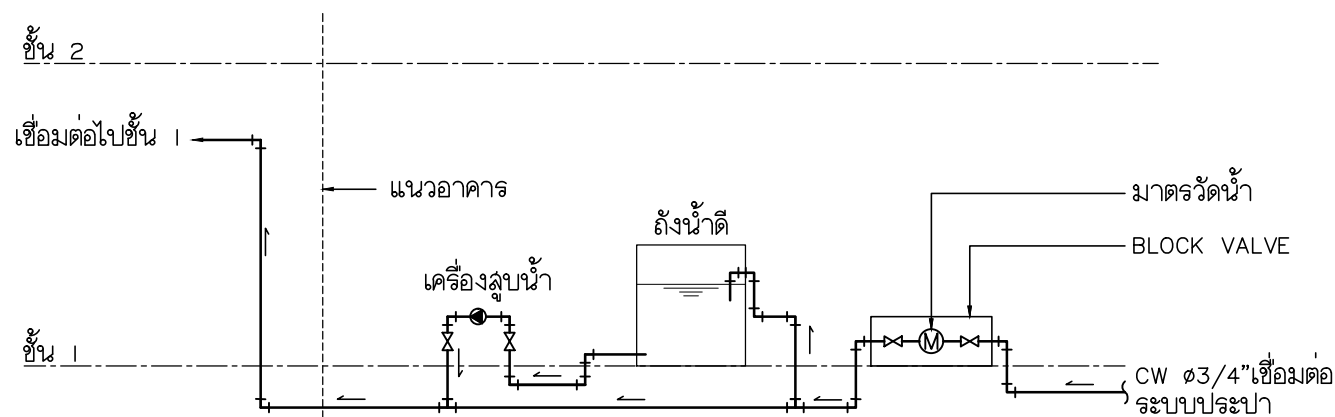 ชั้น 2
เชื่อมต่อไปชั้น 1
แนวอาคาร
มาตรวัดน้ำ
ถังน้ำดี
BLOCK VALVE
เครื่องสูบน้ำ
ชั้น 1
M
CW ø3/4"เชื่อมต่อ
ระบบประปา